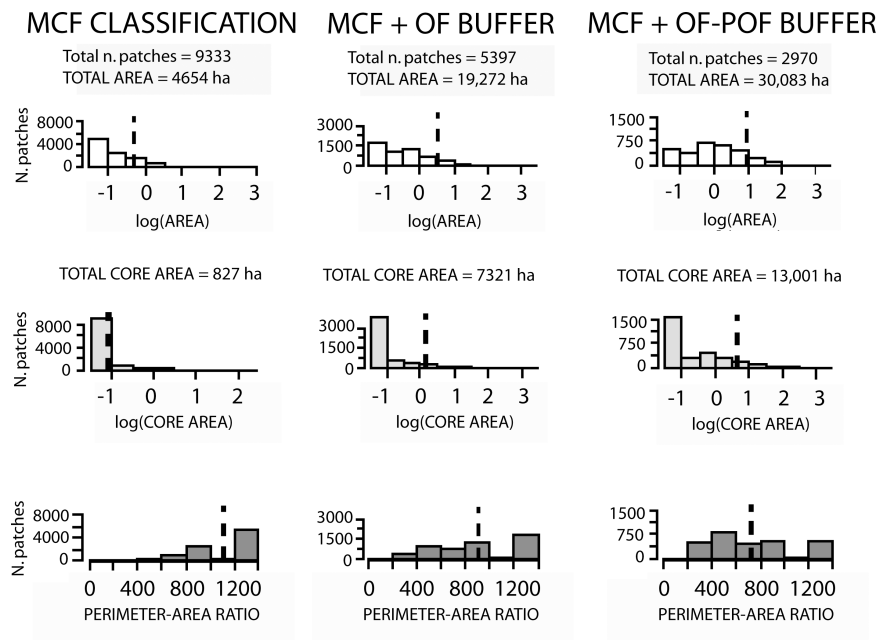 MCF CLASSIFICATION
Total n. patches = 9333
TOTAL AREA = 4654 ha
N. patches
8000
4000
0
-1 0 1 2 3
log(AREA)
TOTAL CORE AREA = 827 ha
N. patches
8000
4000
0
-1 0 1 2
log(CORE AREA)
N. patches
8000
4000
0
0 400 800 1200
PERIMETER-AREA RATIO
MCF + OF BUFFER
Total n. patches = 5397
TOTAL AREA = 19,272 ha
3000
1500
0
-1 0 1 2 3
log(AREA)
TOTAL CORE AREA = 7321 ha
3000
1500
0
-1 0 1 2 3
log(CORE AREA)
3000
1500
0
0 400 800 1200
PERIMETER-AREA RATIO
MCF + OF-POF BUFFER
Total n. patches = 2970
TOTAL AREA = 30,083 ha
1500
750
0
-1 0 1 2 3
log(AREA)
TOTAL CORE AREA = 13,001 ha
1500
750
0
-1 0 1 2 3
log(CORE AREA)
1500
750
0
0 400 800 1200
PERIMETER-AREA RATIO